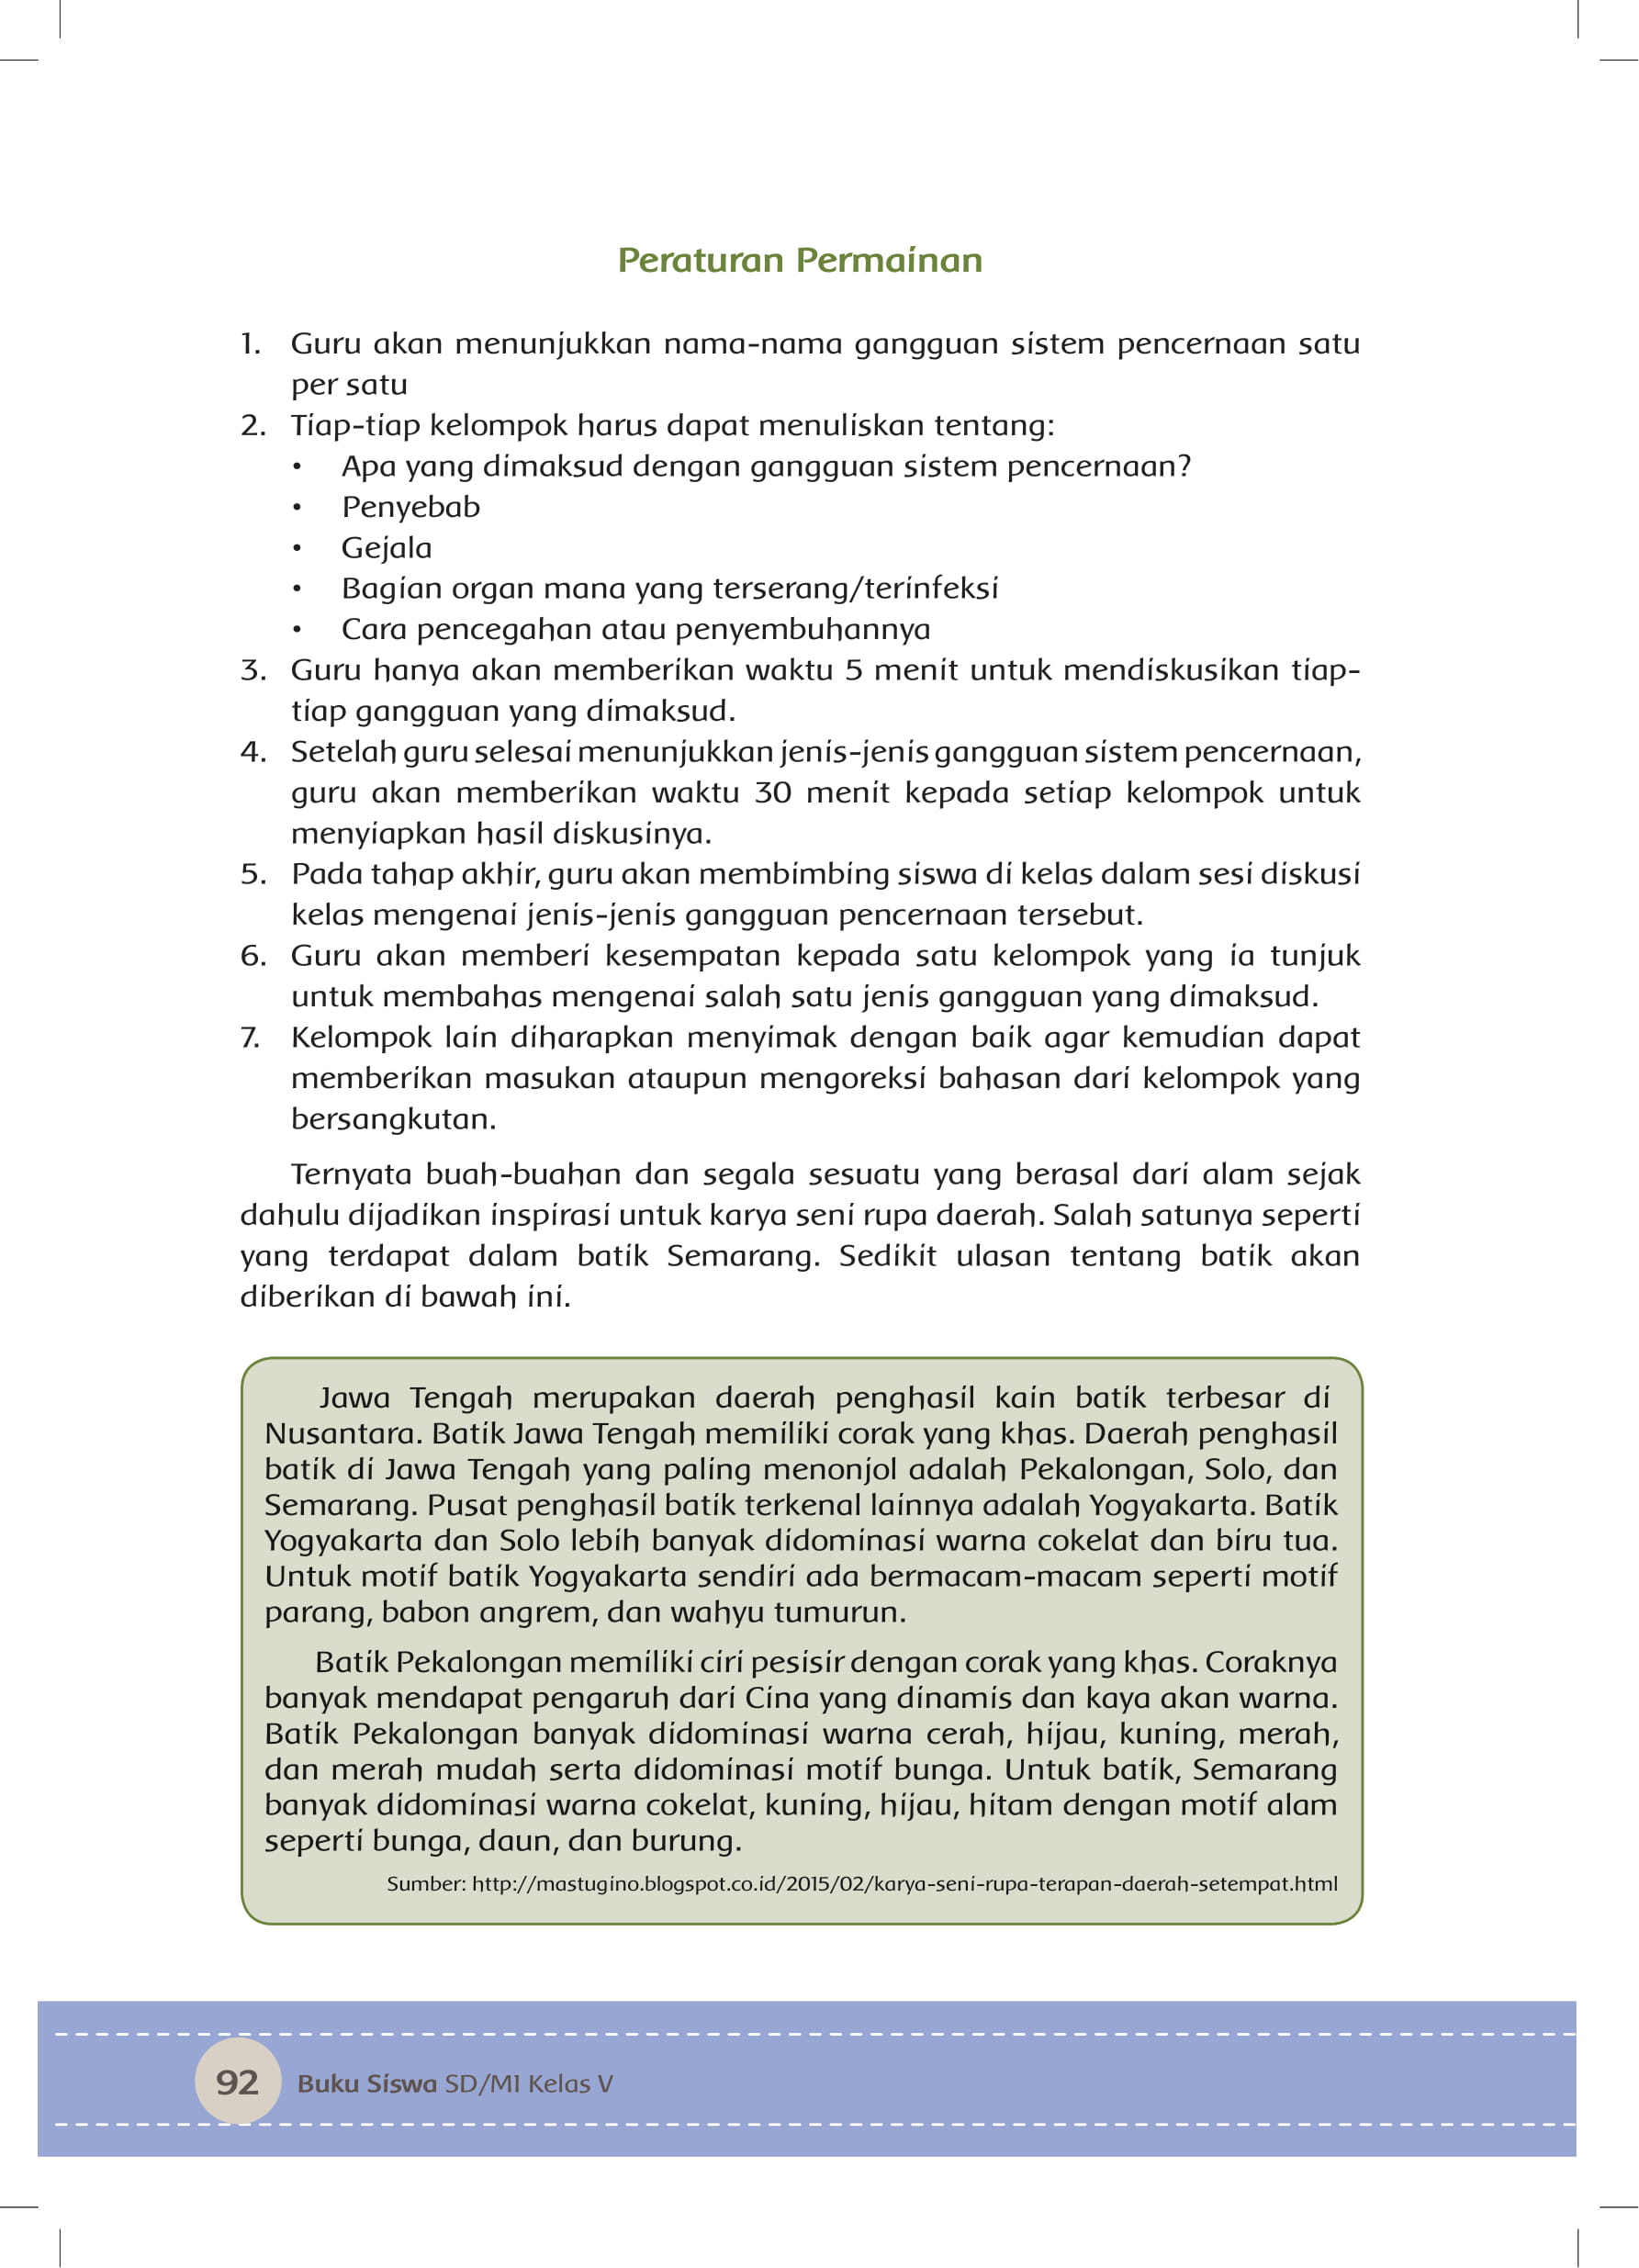 Peraturan Permainan
1. Guru akan menunjukkan nama-nama gangguan sistem pencernaan satu
per satu
2. Tiap-tiap kelompok harus dapat menuliskan tentang:
• Apa yang dimaksud dengan gangguan sistem pencernaan?
• Penyebab
• Gejala
• Bagian organ mana yang terserang/terinfeksi
• Cara pencegahan atau penyembuhannya
3. Guru hanya akan memberikan waktu 5 menit untuk mendiskusikan tiap-
tiap gangguan yang dimaksud.
4. Setelah guru selesai menunjukkan jenis-jenis gangguan sistem pencernaan,
guru akan memberikan waktu 30 menit kepada setiap kelompok untuk
menyiapkan hasil diskusinya.
5. Pada tahap akhir, guru akan membimbing siswa di kelas dalam sesi diskusi
kelas mengenai jenis-jenis gangguan pencernaan tersebut.
6. Guru akan memberi kesempatan kepada satu kelompok yang ia tunjuk
untuk membahas mengenai salah satu jenis gangguan yang dimaksud.
7. Kelompok lain diharapkan menyimak dengan baik agar kemudian dapat
memberikan masukan ataupun mengoreksi bahasan dari kelompok yang
bersangkutan.
Ternyata buah-buahan dan segala sesuatu yang berasal dari alam sejak
dahulu dijadikan inspirasi untuk karya seni rupa daerah. Salah satunya seperti
yang terdapat dalam batik Semarang. Sedikit ulasan tentang batik akan
diberikan di bawah ini.
Jawa Tengah merupakan daerah penghasil kain batik terbesar di
Nusantara. Batik Jawa Tengah memiliki corak yang khas. Daerah penghasil
batik di Jawa Tengah yang paling menonjol adalah Pekalongan, Solo, dan
Semarang. Pusat penghasil batik terkenal lainnya adalah Yogyakarta. Batik
Yogyakarta dan Solo lebih banyak didominasi warna cokelat dan biru tua.
Untuk motif batik Yogyakarta sendiri ada bermacam-macam seperti motif
parang, babon angrem, dan wahyu tumurun.
Batik Pekalongan memiliki ciri pesisir dengan corak yang khas. Coraknya
banyak mendapat pengaruh dari Cina yang dinamis dan kaya akan warna.
Batik Pekalongan banyak didominasi warna cerah, hijau, kuning, merah,
dan merah mudah serta didominasi motif bunga. Untuk batik, Semarang
banyak didominasi warna cokelat, kuning, hijau, hitam dengan motif alam
seperti bunga, daun, dan burung.
Sumber: http://mastugino.blogspot.co.id/2015/02/karya-seni-rupa-terapan-daerah-setempat.html
92 Buku Siswa SD/MI Kelas V